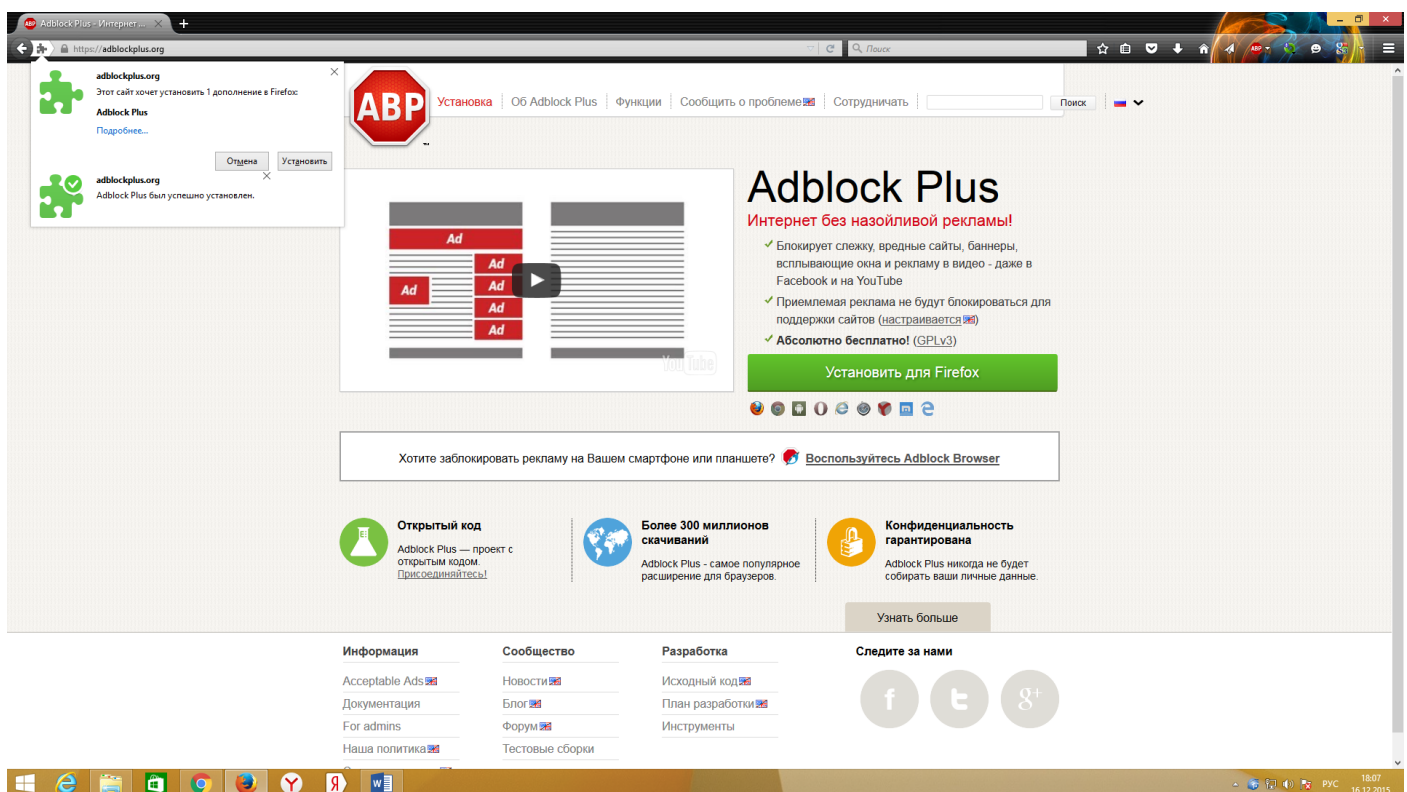 Adblock Plus - Интернет ...
https://adblockplus.org
Поиск
adblockplus.org
Этот сайт хочет установить 1 дополнение в Firefox:
Adblock Plus
Подробнее...
Отмена
Установить
adblockplus.org
Adblock Plus был успешно установлен.
ABP
™
Установка
Об Adblock Plus
Функции
Сообщить о проблеме
Сотрудничать
Поиск
Ad
Ad
Ad
Ad
Ad
Ad
YouTube
Adblock Plus
Интернет без назойливой рекламы!
Блокирует слежку, вредные сайты, баннеры,
всплывающие окна и рекламу в видео - даже в
Facebook и на YouTube
Приемлемая реклама не будут блокироваться для
поддержки сайтов (настраивается)
Абсолютно бесплатно! (GPLv3)
Установить для Firefox
Хотите заблокировать рекламу на Вашем смартфоне или планшете? Воспользуйтесь Adblock Browser
Открытый код
Adblock Plus — проект с
открытым кодом.
Присоединяйтесь!
Более 300 миллионов
скачиваний
Adblock Plus - самое популярное
расширение для браузеров.
Конфиденциальность
гарантирована
Adblock Plus никогда не будет
собирать ваши личные данные.
Узнать больше
Информация
Acceptable Ads
Документация
For admins
Наша политика
Сообщество
Новости
Блог
Форум
Тестовые сборки
Разработка
Исходный код
План разработки
Инструменты
Следите за нами
РУС
18:07
16.12.2015